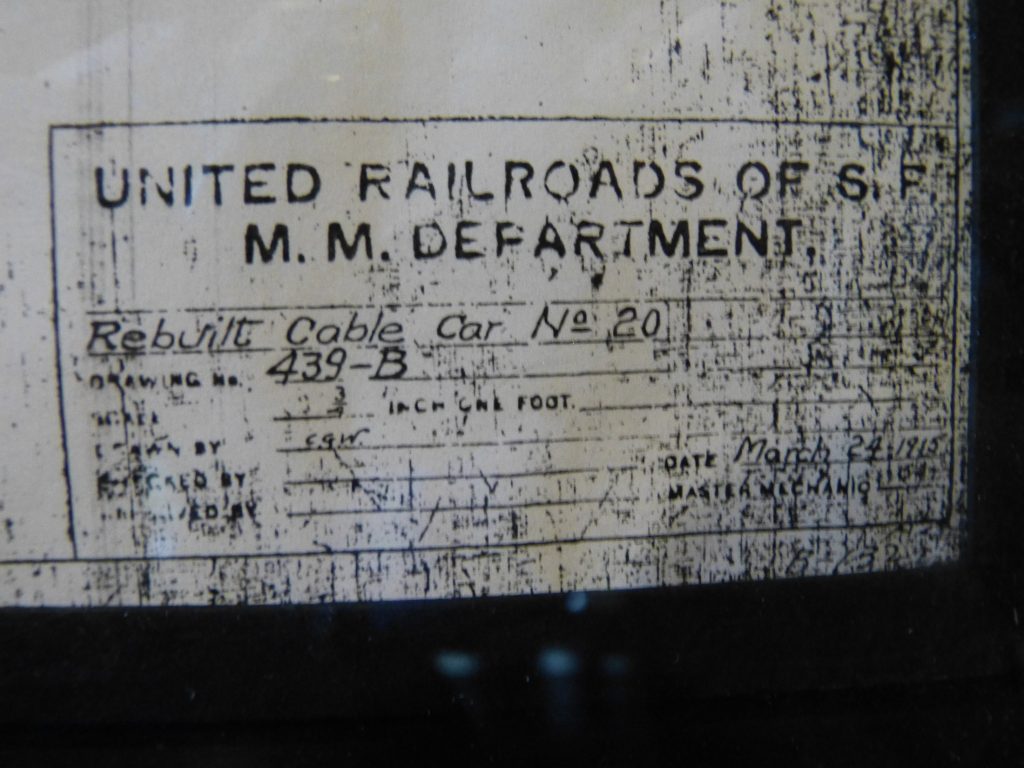 UNITED RAILROADS OF S.F.
M. M. DEPARTMENT.
Rebuilt Cable Car No 20
DRAWING No. 439-B
SCALE INCH ONE FOOT.
DRAWN BY
DATE March 24, 1915
CHECKED BY
MASTER MECHANIC